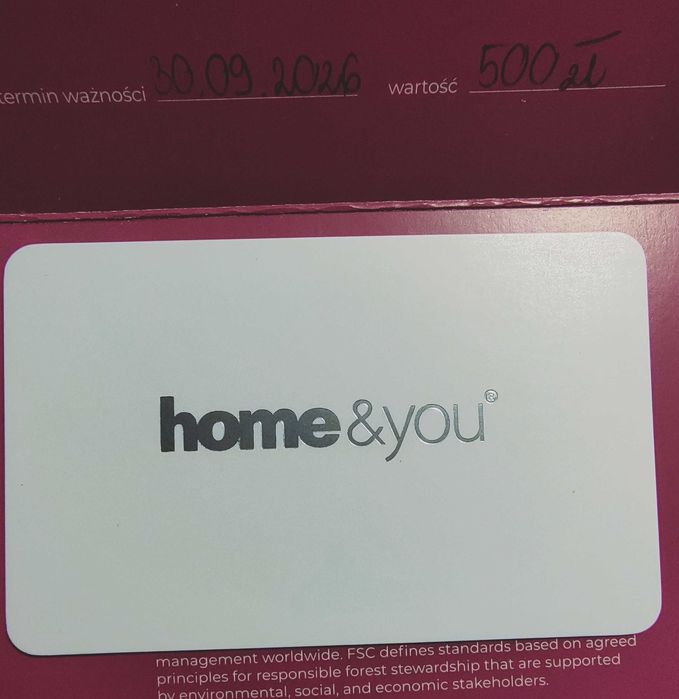 termin ważności 30.09.2026 wartość 500 zł
home&you®
management worldwide. FSC defines standards based on agreed
principles for responsible forest stewardship that are supported
by environmental, social, and economic stakeholders.